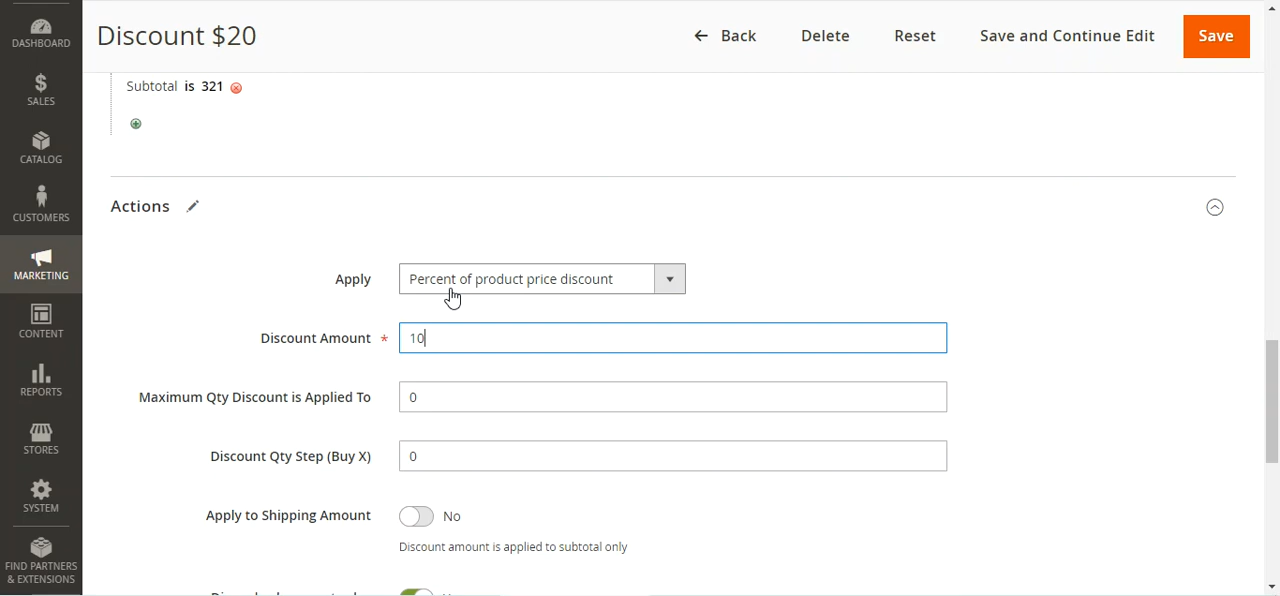 Discount $20
Back
Delete
Reset
Save and Continue Edit
Save
DASHBOARD
SALES
CATALOG
CUSTOMERS
MARKETING
CONTENT
REPORTS
STORES
SYSTEM
FIND PARTNERS
& EXTENSIONS
Subtotal is 321
Actions
Apply
Percent of product price discount
Discount Amount *
10
Maximum Qty Discount is Applied To
0
Discount Qty Step (Buy X)
0
Apply to Shipping Amount
No
Discount amount is applied to subtotal only